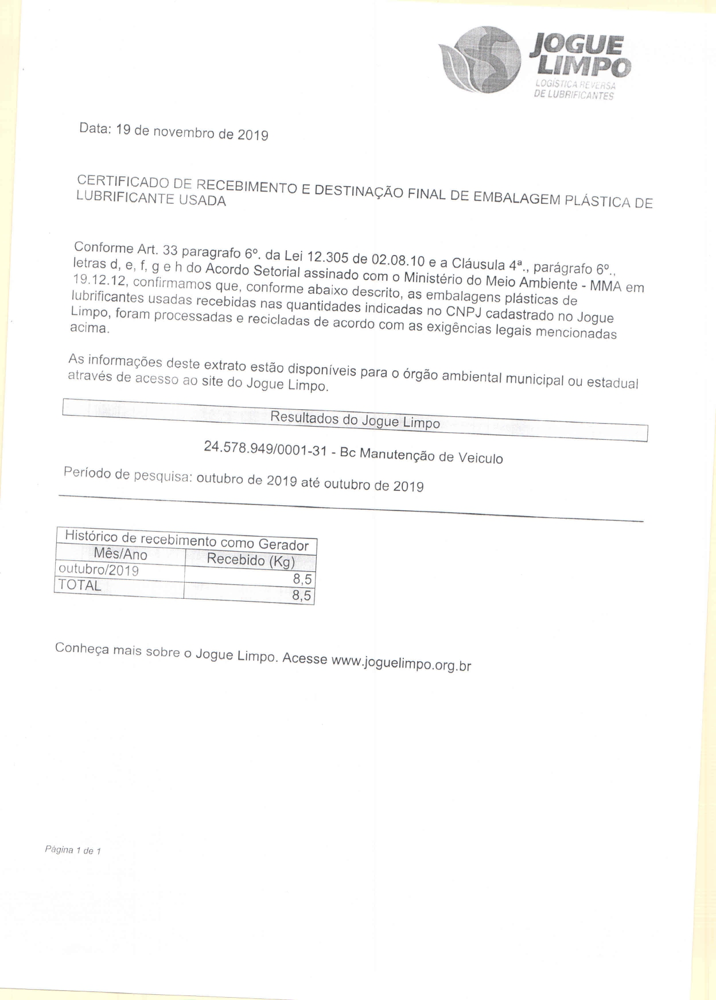 JOGUE
LIMPO
LOGÍSTICA REVERSA
DE LUBRIFICANTES
Data: 19 de novembro de 2019
CERTIFICADO DE RECEBIMENTO E DESTINAÇÃO FINAL DE EMBALAGEM PLÁSTICA DE
LUBRIFICANTE USADA
Conforme Art. 33 paragrafo 6º. da Lei 12.305 de 02.08.10 e a Cláusula 4ª., parágrafo 6º.,
letras d, e, f, g e h do Acordo Setorial assinado com o Ministério do Meio Ambiente - MMA em
19.12.12, confirmamos que, conforme abaixo descrito, as embalagens plásticas de
lubrificantes usadas recebidas nas quantidades indicadas no CNPJ cadastrado no Jogue
Limpo, foram processadas e recicladas de acordo com as exigências legais mencionadas
acima.
As informações deste extrato estão disponíveis para o órgão ambiental municipal ou estadual
através de acesso ao site do Jogue Limpo.
Resultados do Jogue Limpo
24.578.949/0001-31 - Bc Manutenção de Veiculo
Período de pesquisa: outubro de 2019 até outubro de 2019
Histórico de recebimento como Gerador
Mês/Ano Recebido (Kg)
outubro/2019 8,5
TOTAL 8,5
Conheça mais sobre o Jogue Limpo. Acesse www.joguelimpo.org.br
Página 1 de 1